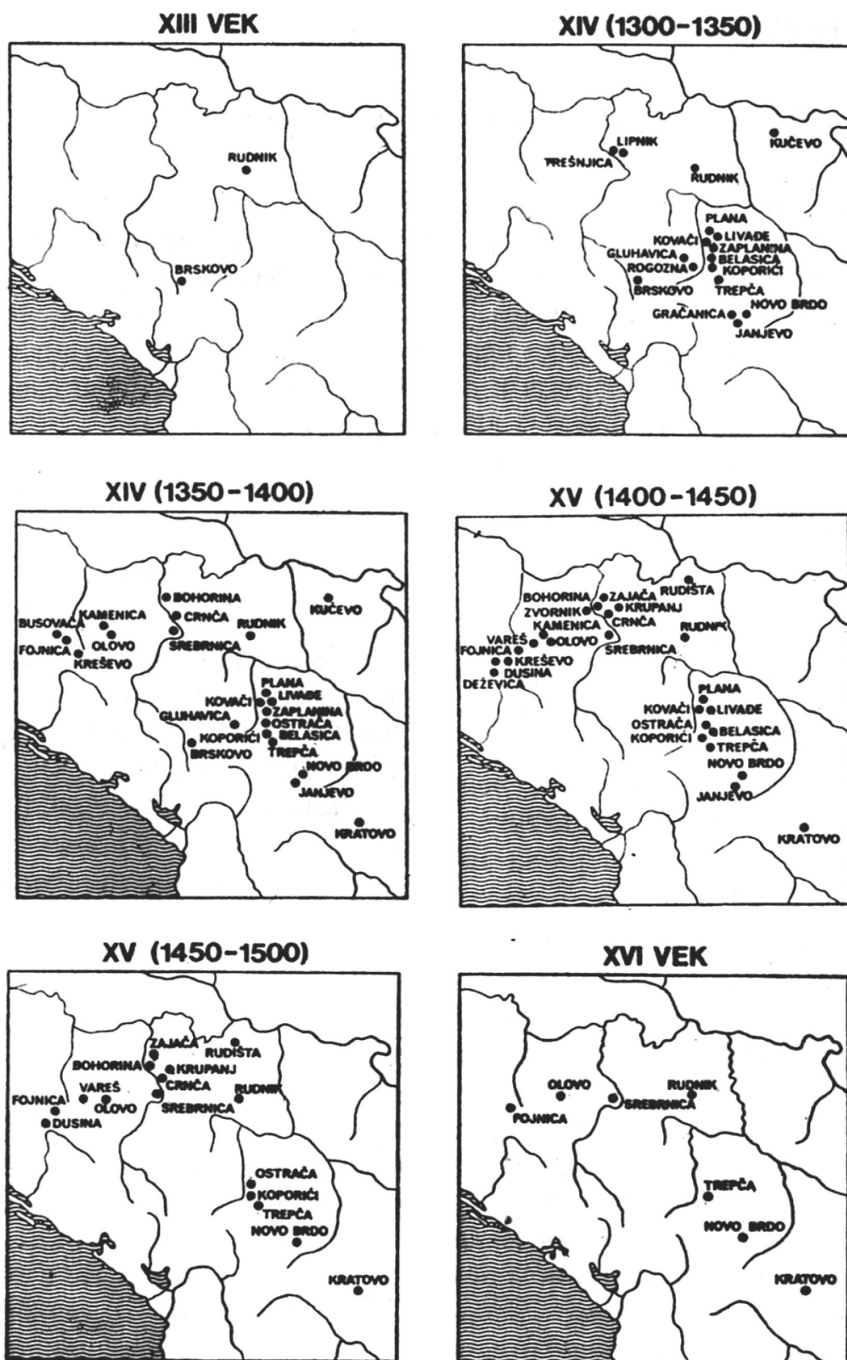 XIII VEK
RUDNIK
BRSKOVO
XIV (1300-1350)
LIPNIK
KUČEVO
TREŠNJICA
RUDNIK
PLANA
LIVAĐE
KOVAČI
ZAPLANINA
GLUHAVICA
BELASICA
ROGOZNA
KOPORIĆI
BRSKOVO
TREPČA
GRAČANICA
NOVO BRDO
JANJEVO
XIV (1350-1400)
BOHORINA
KUČEVO
KAMENICA
CRNČA
BUSOVAČA
RUDNIK
FOJNICA
OLOVO
SREBRNICA
KREŠEVO
PLANA
LIVAĐE
KOVAČI
ZAPLANINA
GLUHAVICA
OSTRAČA
KOPORIĆI
BELASICA
BRSKOVO
TREPČA
NOVO BRDO
JANJEVO
KRATOVO
XV (1400-1450)
RUDIŠTA
BOHORINA
ZAJAČA
ZVORNIK
KRUPANJ
KAMENICA
CRNČA
VAREŠ
RUDNIK
OLOVO
FOJNICA
SREBRNICA
KREŠEVO
DUSINA
DEŽEVICA
PLANA
KOVAČI
LIVAĐE
OSTRAČA
BELASICA
KOPORIĆI
TREPČA
NOVO BRDO
JANJEVO
KRATOVO
XV (1450-1500)
ZAJAČA
RUDIŠTA
BOHORINA
KRUPANJ
VAREŠ
CRNČA
RUDNIK
FOJNICA
OLOVO
SREBRNICA
DUSINA
OSTRAČA
KOPORIĆI
TREPČA
NOVO BRDO
KRATOVO
XVI VEK
OLOVO
RUDNIK
SREBRNICA
FOJNICA
TREPČA
NOVO BRDO
KRATOVO